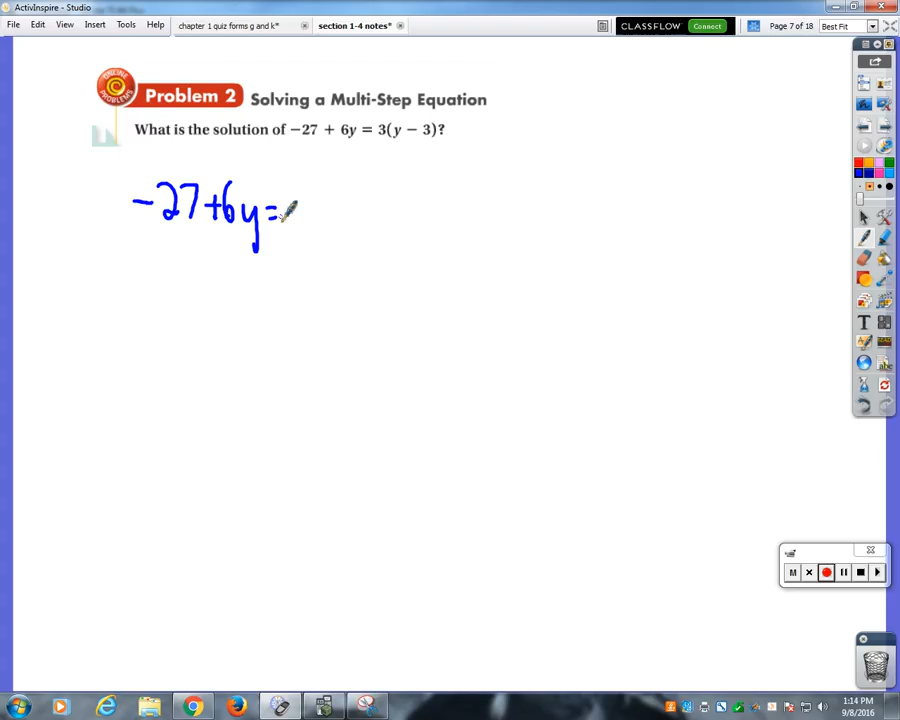 ActivInspire - Studio
File Edit View Insert Tools Help
chapter 1 quiz forms g and k*
section 1-4 notes*
CLASSFLOW Connect
Page 7 of 18
Best Fit
ONLINE PROBLEMS
Problem 2 Solving a Multi-Step Equation
What is the solution of −27 + 6y = 3(y − 3)?
-27+6y=
T
M
1:14 PM
9/8/2016